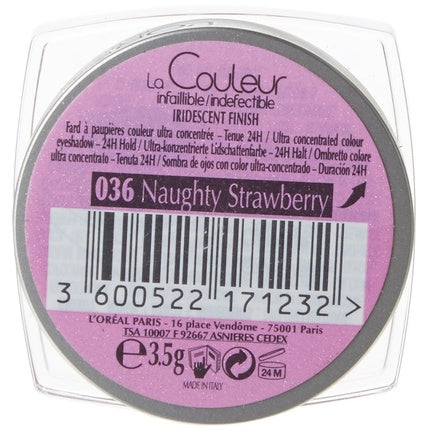 La Couleur
infaillible/indefectible
IRIDESCENT FINISH
Fard à paupières couleur ultra concentrée - Tenue 24H / Ultra concentrated colour
eyeshadow - 24H Hold / Ultra-konzentrierte Lidschattenfarbe - 24H Halt / Ombretto colore
ultra concentrato - Tenuta 24H / Sombra de ojos con color ultra-concentrado - Duración 24H
036 Naughty Strawberry
3 600522 171232 >
L'ORÉAL PARIS - 16 place Vendôme - 75001 Paris
TSA 10007 F 92667 ASNIERES CEDEX
e 3.5g 24 M
MADE IN ITALY